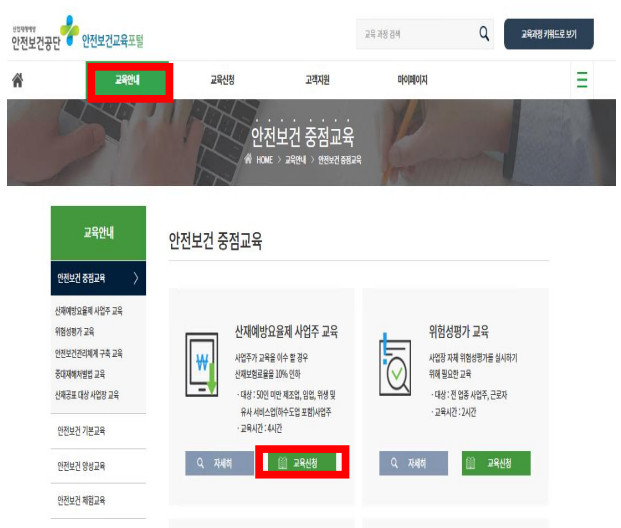 산업재해예방
안전보건공단 안전보건교육포털
교육 과정 검색
교육과정 키워드로 보기
교육안내 교육신청 고객지원 마이페이지
안전보건 중점교육
HOME > 교육안내 > 안전보건 중점교육
교육안내
안전보건 중점교육 >
산재예방요율제 사업주 교육
위험성평가 교육
안전보건관리체계 구축 교육
중대재해처벌법 교육
산재공표 대상 사업장 교육
안전보건 기본교육
안전보건 양성교육
안전보건 체험교육
안전보건 중점교육
산재예방요율제 사업주 교육
사업주가 교육을 이수 할 경우
산재보험료율을 10% 인하
· 대상 : 50인 미만 제조업, 임업, 위생 및
유사 서비스업(하수도업 포함)사업주
· 교육시간 : 4시간
자세히 교육신청
위험성평가 교육
사업장 자체 위험성평가를 실시하기
위해 필요한 교육
· 대상 : 전 업종 사업주, 근로자
· 교육시간 : 2시간
자세히 교육신청